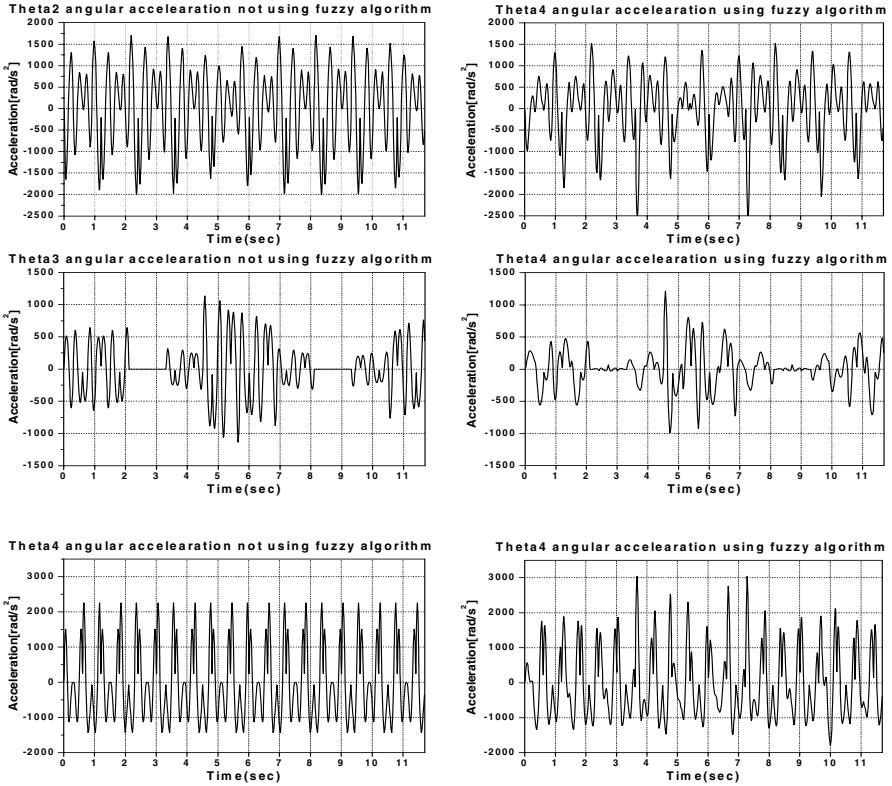 Theta2 angular accelearation not using fuzzy algorithm
Acceleration[rad/s²]
2000
1500
1000
500
0
-500
-1000
-1500
-2000
-2500
0 1 2 3 4 5 6 7 8 9 10 11
Time(sec)
Theta4 angular accelearation using fuzzy algorithm
Acceleration[rad/s²]
2000
1500
1000
500
0
-500
-1000
-1500
-2000
-2500
0 1 2 3 4 5 6 7 8 9 10 11
Time(sec)
Theta3 angular accelearation not using fuzzy algorithm
Acceleration[rad/s²]
1500
1000
500
0
-500
-1000
-1500
0 1 2 3 4 5 6 7 8 9 10 11
Time(sec)
Theta4 angular accelearation using fuzzy algorithm
Acceleration[rad/s²]
1500
1000
500
0
-500
-1000
-1500
0 1 2 3 4 5 6 7 8 9 10 11
Time(sec)
Theta4 angular accelearation not using fuzzy algorithm
Acceleration[rad/s²]
3000
2000
1000
0
-1000
-2000
0 1 2 3 4 5 6 7 8 9 10 11
Time(sec)
Theta4 angular accelearation using fuzzy algorithm
Acceleration[rad/s²]
3000
2000
1000
0
-1000
-2000
0 1 2 3 4 5 6 7 8 9 10 11
Time(sec)